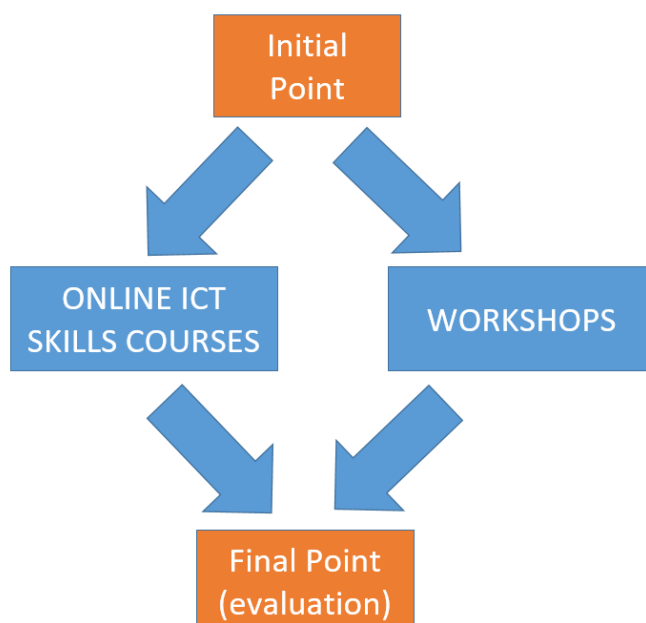 Initial
Point
ONLINE ICT
SKILLS COURSES
WORKSHOPS
Final Point
(evaluation)